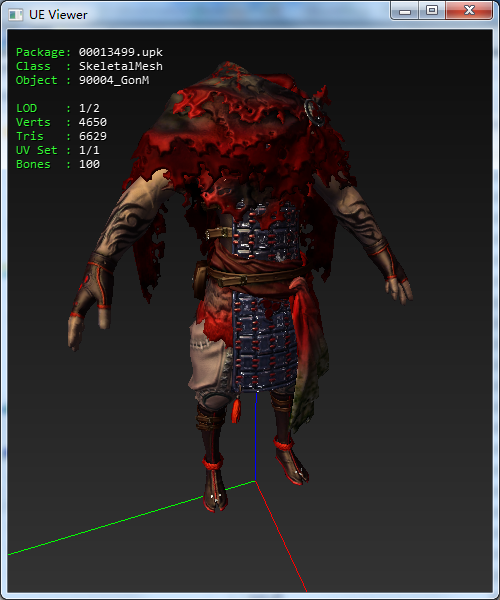 UE Viewer
Package: 00013499.upk
Class : SkeletalMesh
Object : 90004_GonM
LOD : 1/2
Verts : 4650
Tris : 6629
UV Set : 1/1
Bones : 100